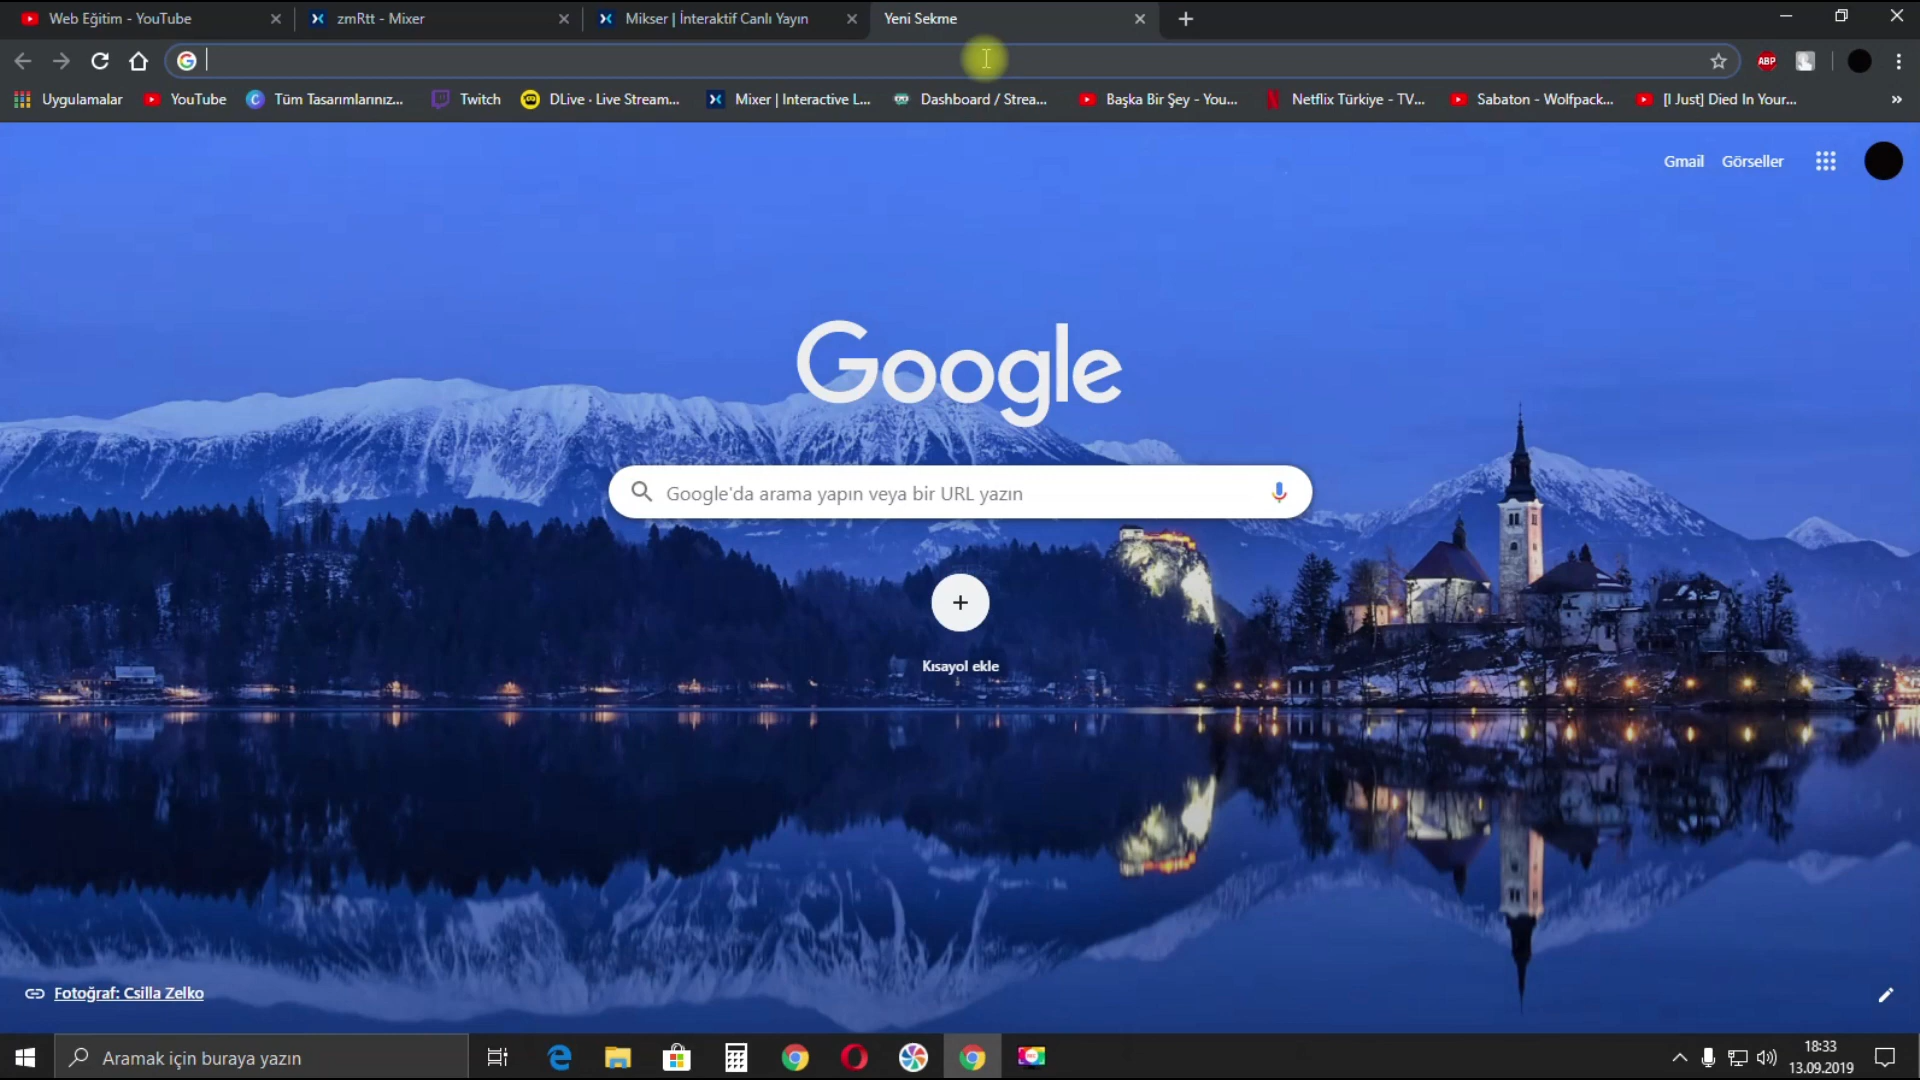 Web Eğitim - YouTube
zmRtt - Mixer
Mikser | İnteraktif Canlı Yayın
Yeni Sekme
ABP
Uygulamalar
YouTube
Tüm Tasarımlarınız...
Twitch
DLive · Live Stream...
Mixer | Interactive L...
Dashboard / Strea...
Başka Bir Şey - You...
Netflix Türkiye - TV...
Sabaton - Wolfpack...
[I Just] Died In Your...
Gmail
Görseller
Google
Google'da arama yapın veya bir URL yazın
Kısayol ekle
Fotoğraf: Csilla Zelko
Aramak için buraya yazın
18:33
13.09.2019